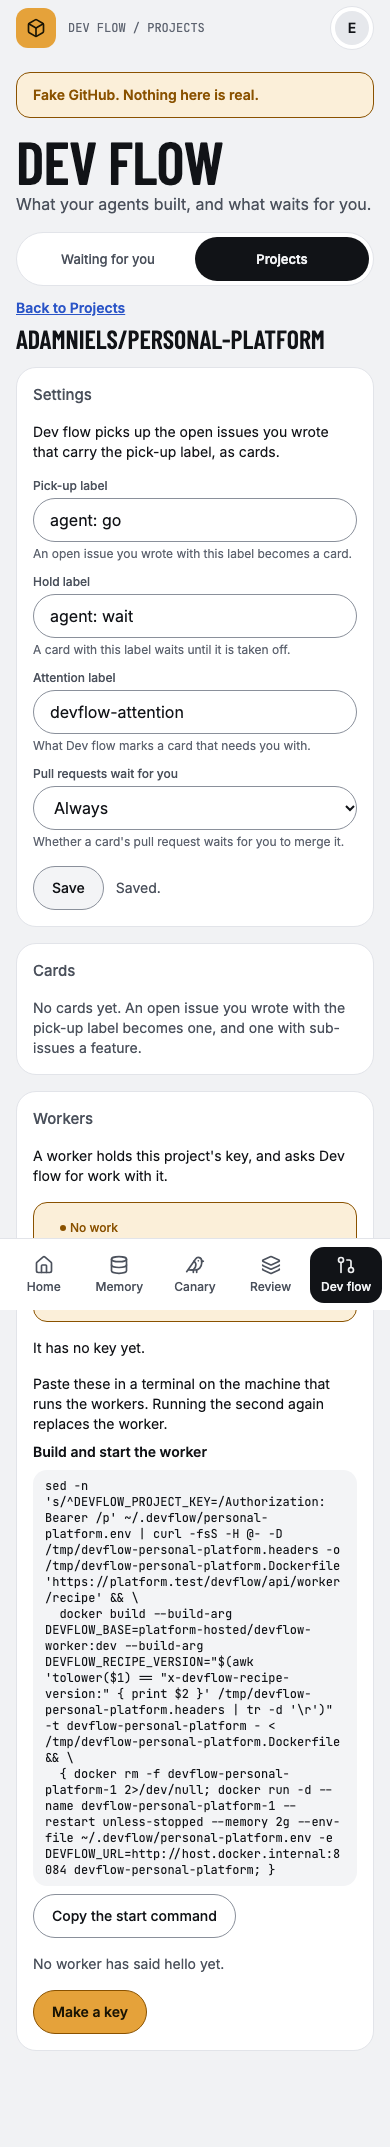 DEV FLOW / PROJECTS
E
Fake GitHub. Nothing here is real.
DEV FLOW
What your agents built, and what waits for you.
Waiting for you
Projects
Back to Projects
ADAMNIELS/PERSONAL-PLATFORM
Settings
Dev flow picks up the open issues you wrote
that carry the pick-up label, as cards.
Pick-up label
agent: go
An open issue you wrote with this label becomes a card.
Hold label
agent: wait
A card with this label waits until it is taken off.
Attention label
devflow-attention
What Dev flow marks a card that needs you with.
Pull requests wait for you
Always
Whether a card's pull request waits for you to merge it.
Save
Saved.
Cards
No cards yet. An open issue you wrote with the
pick-up label becomes one, and one with sub-
issues a feature.
Workers
A worker holds this project's key, and asks Dev
flow for work with it.
No work
Home
Memory
Canary
Review
Dev flow
It has no key yet.
Paste these in a terminal on the machine that
runs the workers. Running the second again
replaces the worker.
Build and start the worker
sed -n
's/^DEVFLOW_PROJECT_KEY=/Authorization:
Bearer /p' ~/.devflow/personal-
platform.env | curl -fsS -H @- -D
/tmp/devflow-personal-platform.headers -o
/tmp/devflow-personal-platform.Dockerfile
'https://platform.test/devflow/api/worker
/recipe' && \
docker build --build-arg
DEVFLOW_BASE=platform-hosted/devflow-
worker:dev --build-arg
DEVFLOW_RECIPE_VERSION="$(awk
'tolower($1) == "x-devflow-recipe-
version:" { print $2 }' /tmp/devflow-
personal-platform.headers | tr -d '\r')"
-t devflow-personal-platform - <
/tmp/devflow-personal-platform.Dockerfile
&& \
{ docker rm -f devflow-personal-
platform-1 2>/dev/null; docker run -d --
name devflow-personal-platform-1 --
restart unless-stopped --memory 2g --env-
file ~/.devflow/personal-platform.env -e
DEVFLOW_URL=http://host.docker.internal:8
084 devflow-personal-platform; }
Copy the start command
No worker has said hello yet.
Make a key